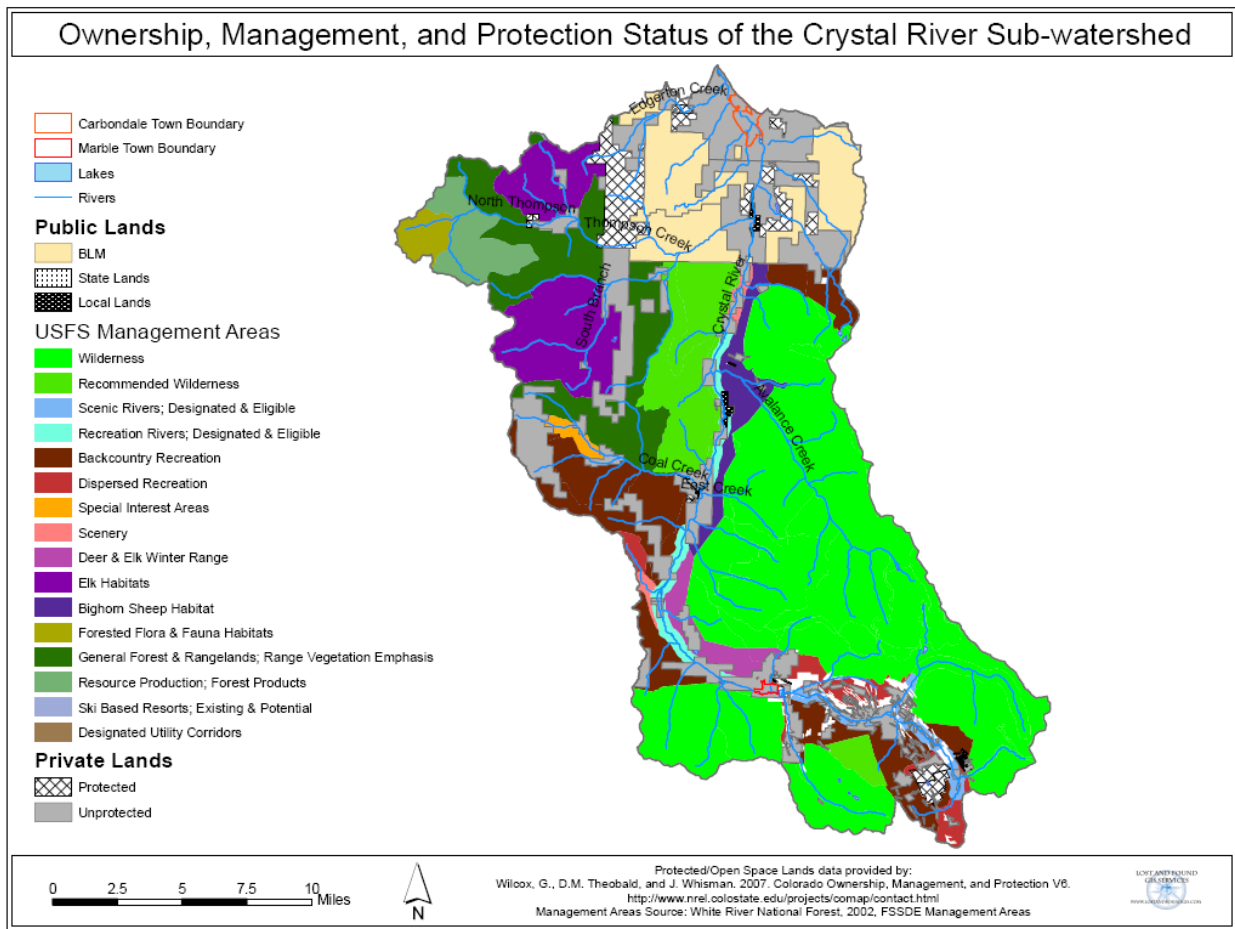 Ownership, Management, and Protection Status of the Crystal River Sub-watershed
Carbondale Town Boundary
Marble Town Boundary
Lakes
Rivers
Public Lands
BLM
State Lands
Local Lands
USFS Management Areas
Wilderness
Recommended Wilderness
Scenic Rivers; Designated & Eligible
Recreation Rivers; Designated & Eligible
Backcountry Recreation
Dispersed Recreation
Special Interest Areas
Scenery
Deer & Elk Winter Range
Elk Habitats
Bighorn Sheep Habitat
Forested Flora & Fauna Habitats
General Forest & Rangelands; Range Vegetation Emphasis
Resource Production; Forest Products
Ski Based Resorts; Existing & Potential
Designated Utility Corridors
Private Lands
Protected
Unprotected
Edgerton Creek
North Thompson
Thompson Creek
South Branch
Crystal River
Avalance Creek
Coal Creek
East Creek
0 2.5 5 7.5 10
Miles
N
Protected/Open Space Lands data provided by:
Wilcox, G., D.M. Theobald, and J. Whisman. 2007. Colorado Ownership, Management, and Protection V6.
http://www.nrel.colostate.edu/projects/comap/contact.html
Management Areas Source: White River National Forest, 2002, FSSDE Management Areas
LOST AND FOUND
GIS SERVICES